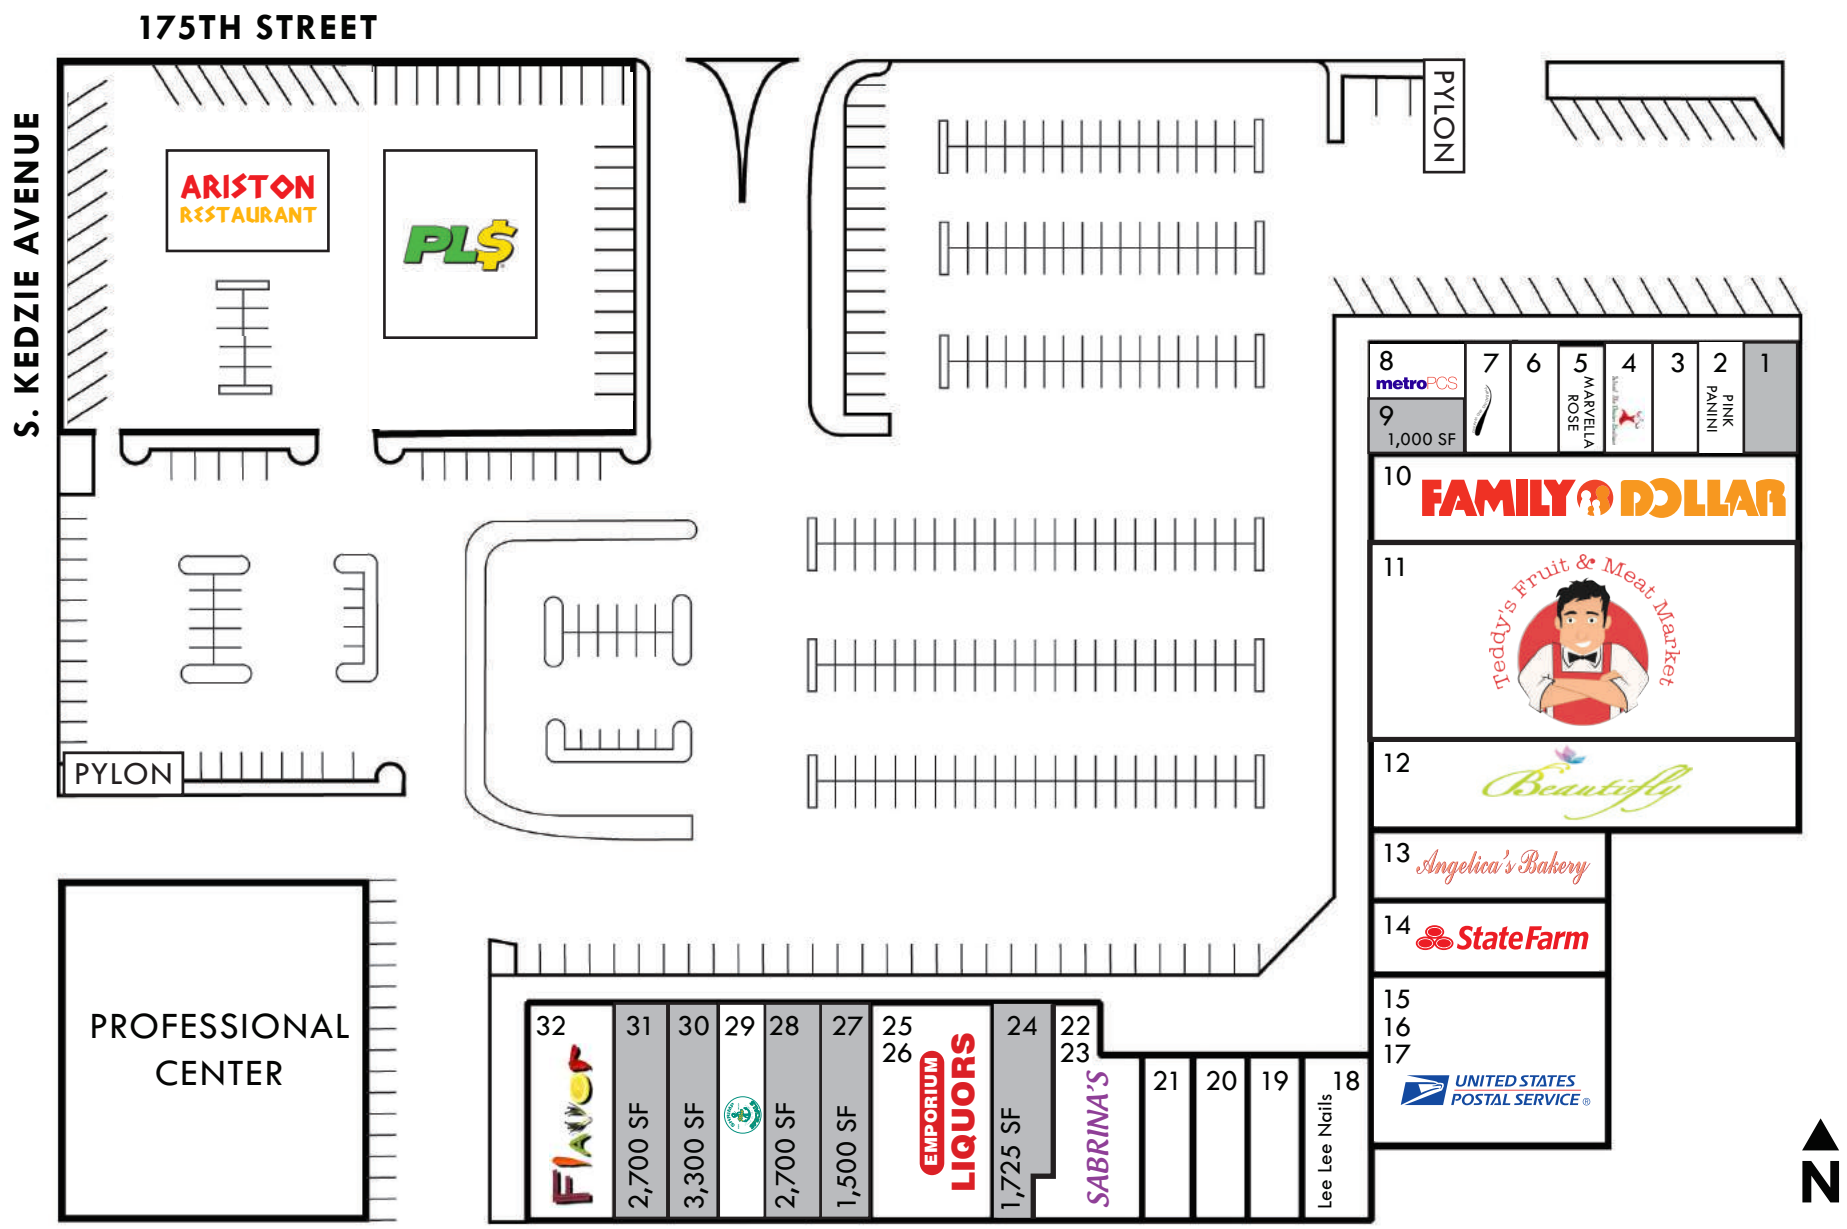 175TH STREET
S. KEDZIE AVENUE
ARISTON
RESTAURANT
PL$
PYLON
8
metroPCS
9
1,000 SF
7
6
5
MARVELLA
ROSE
4
3
2
PINK
PANINI
1
10
FAMILY DOLLAR
11
Teddy's Fruit & Meat Market
12
Beautifly
13
Angelica's Bakery
14
State Farm
15
16
17
UNITED STATES
POSTAL SERVICE®
PYLON
PROFESSIONAL
CENTER
32
Flavor
31
2,700 SF
30
3,300 SF
29
28
2,700 SF
27
1,500 SF
25
26
EMPORIUM
LIQUORS
24
1,725 SF
22
23
SABRINA'S
21
20
19
18
Lee Lee Nails
N